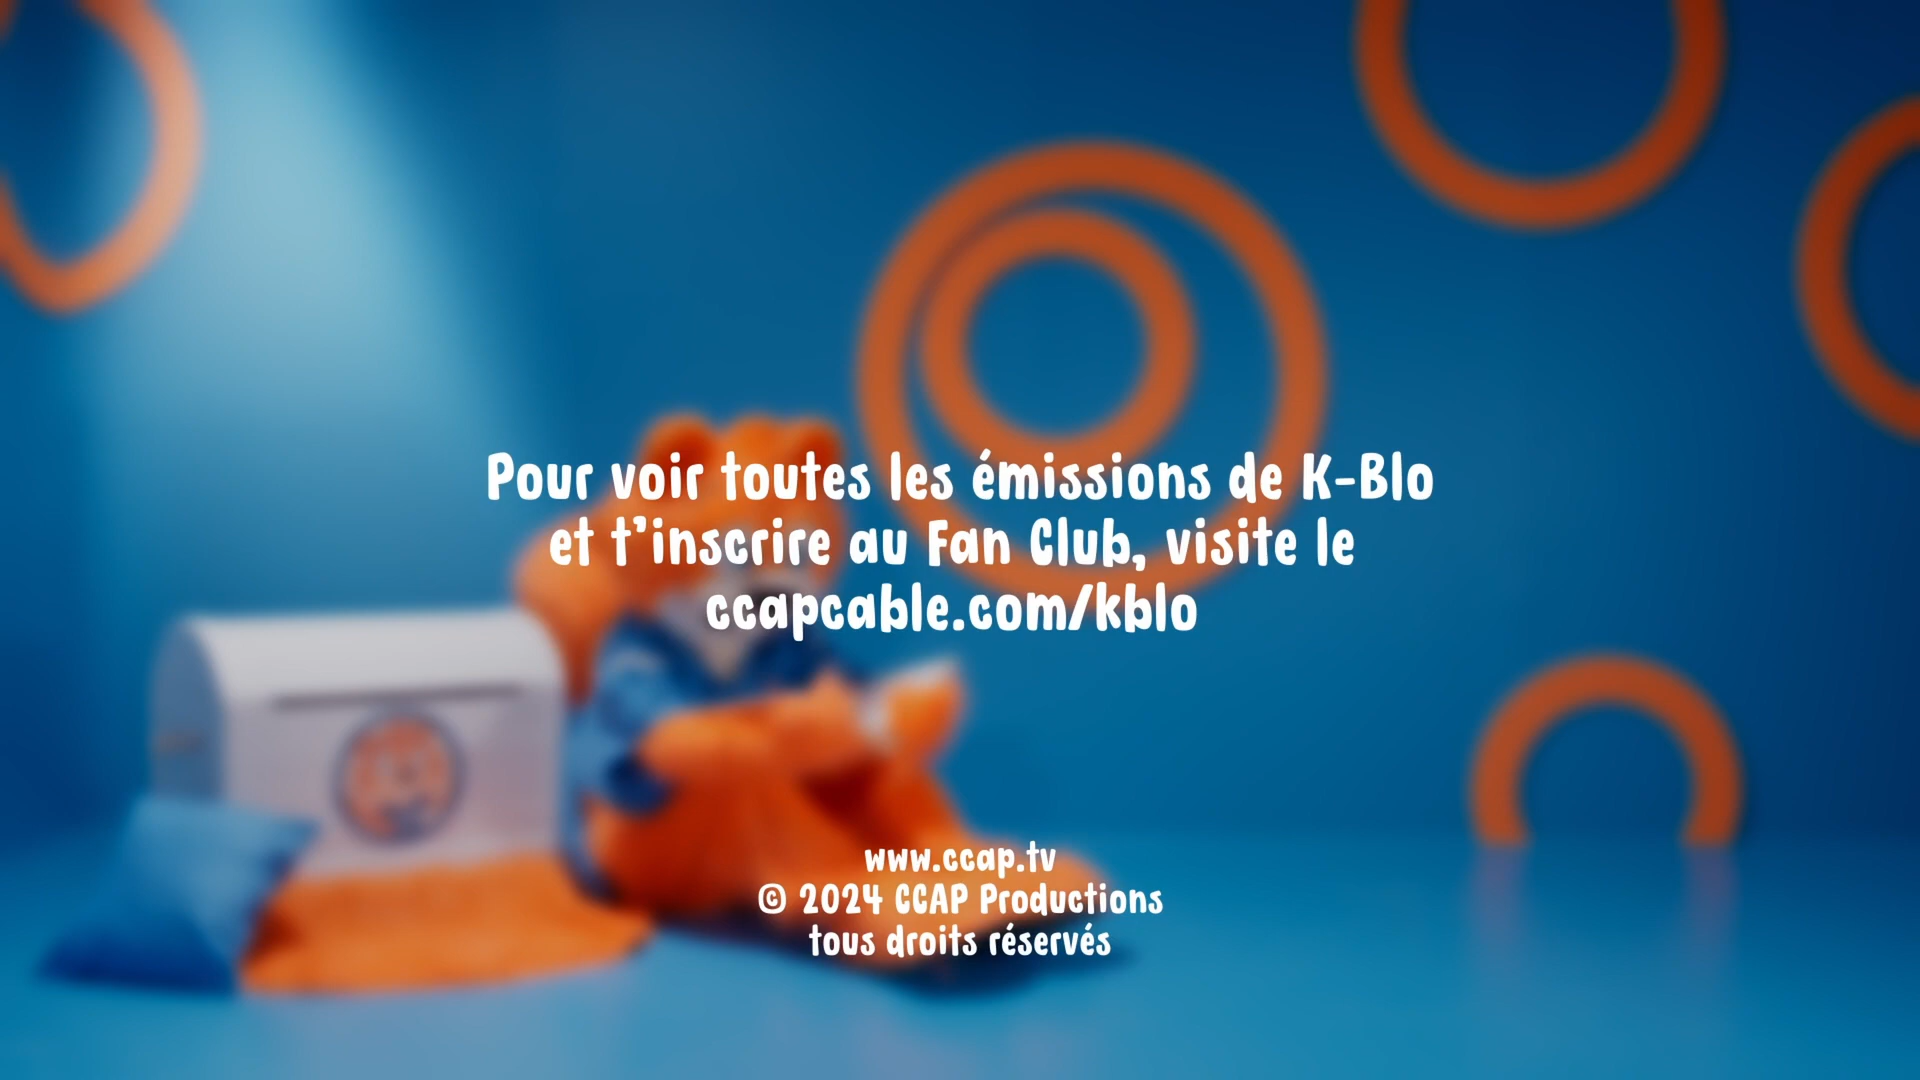 Pour voir toutes les émissions de K-Blo
et t'inscrire au Fan Club, visite le
ccapcable.com/kblo
www.ccap.tv
© 2024 CCAP Productions
tous droits réservés